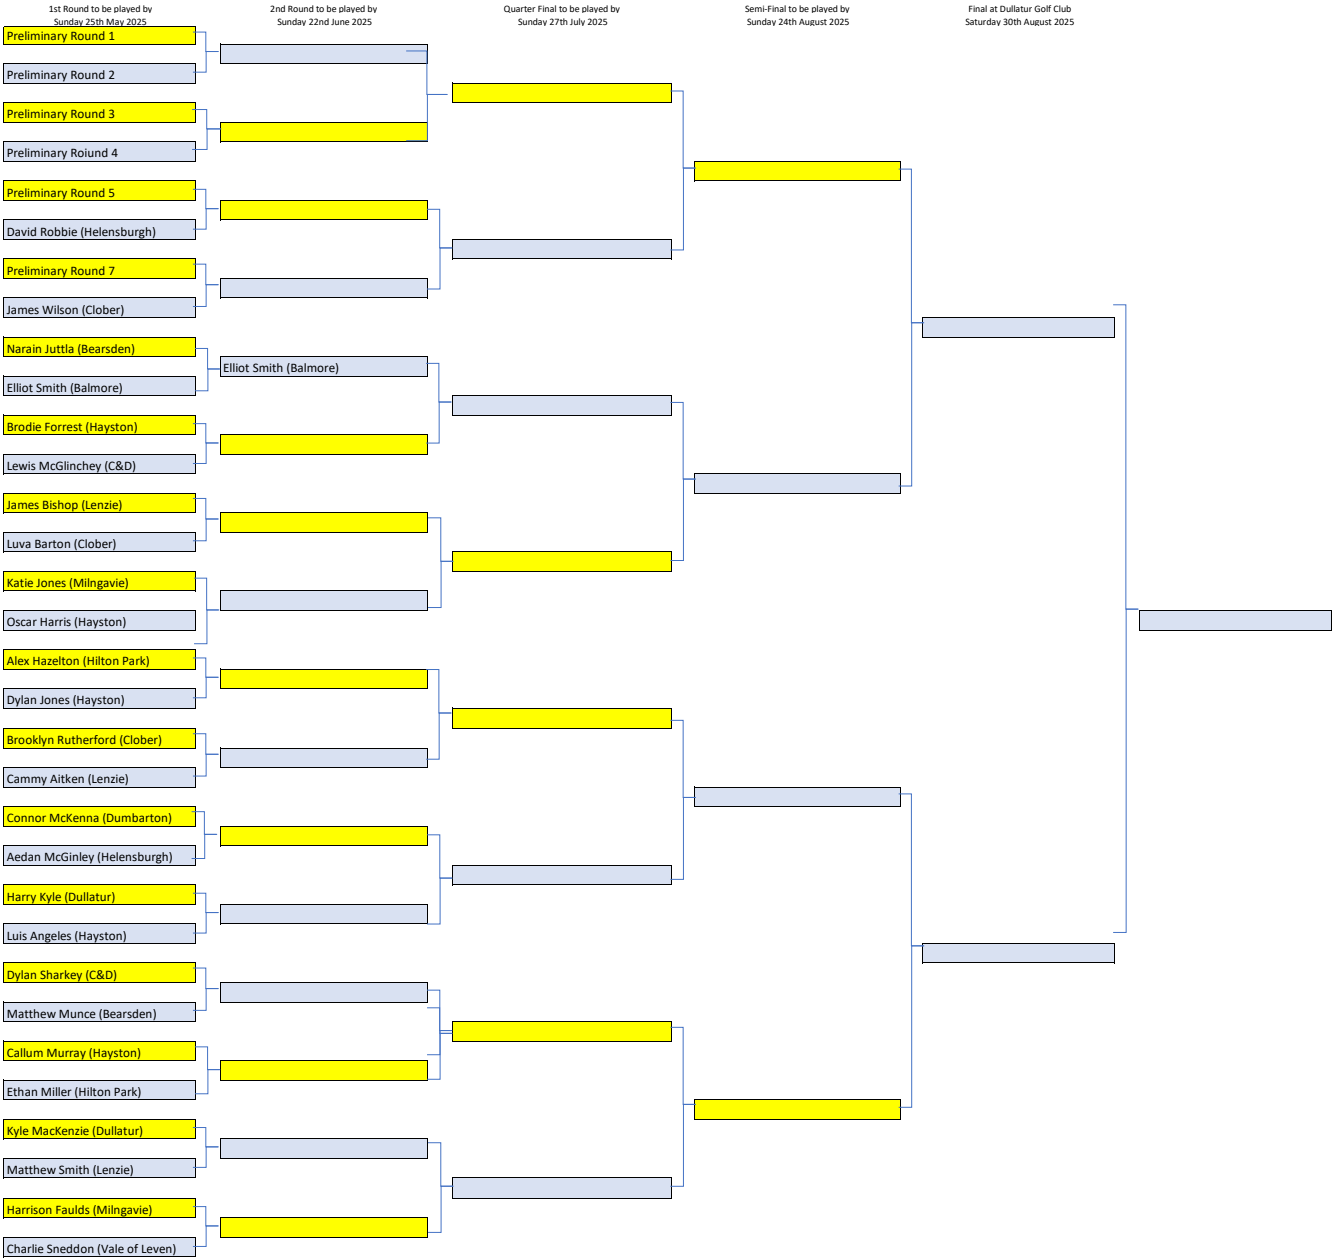 1st Round to be played by
Sunday 25th May 2025
2nd Round to be played by
Sunday 22nd June 2025
Quarter Final to be played by
Sunday 27th July 2025
Semi-Final to be played by
Sunday 24th August 2025
Final at Dullatur Golf Club
Saturday 30th August 2025
Preliminary Round 1
Preliminary Round 2
Preliminary Round 3
Preliminary Roiund 4
Preliminary Round 5
David Robbie (Helensburgh)
Preliminary Round 7
James Wilson (Clober)
Narain Juttla (Bearsden)
Elliot Smith (Balmore)
Elliot Smith (Balmore)
Brodie Forrest (Hayston)
Lewis McGlinchey (C&D)
James Bishop (Lenzie)
Luva Barton (Clober)
Katie Jones (Milngavie)
Oscar Harris (Hayston)
Alex Hazelton (Hilton Park)
Dylan Jones (Hayston)
Brooklyn Rutherford (Clober)
Cammy Aitken (Lenzie)
Connor McKenna (Dumbarton)
Aedan McGinley (Helensburgh)
Harry Kyle (Dullatur)
Luis Angeles (Hayston)
Dylan Sharkey (C&D)
Matthew Munce (Bearsden)
Callum Murray (Hayston)
Ethan Miller (Hilton Park)
Kyle MacKenzie (Dullatur)
Matthew Smith (Lenzie)
Harrison Faulds (Milngavie)
Charlie Sneddon (Vale of Leven)